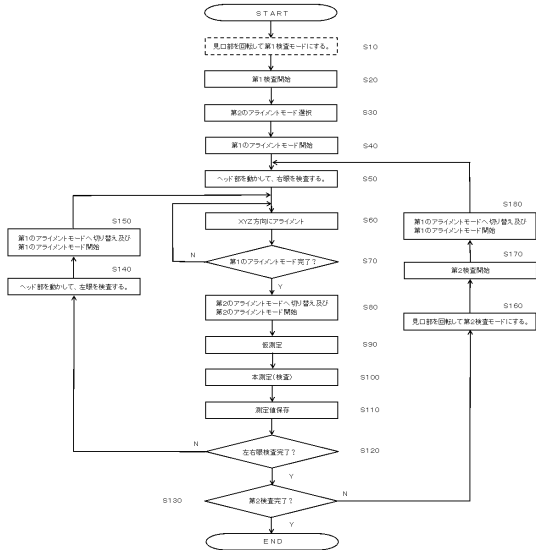 START
見口部を回転して第1検査モードにする。
S10
第1検査開始
S20
第2のアライメントモード選択
S30
第1のアライメントモード開始
S40
ヘッド部を動かして、右眼を検査する。
S50
XYZ方向にアライメント
S60
第1のアライメントモード完了?
S70
N
Y
第2のアライメントモードへ切り替え及び
第2のアライメントモード開始
S80
仮測定
S90
本測定(検査)
S100
測定値保存
S110
左右眼検査完了?
S120
N
Y
S130
第2検査完了?
N
Y
END
S150
第1のアライメントモードへ切り替え及び
第1のアライメントモード開始
S140
ヘッド部を動かして、左眼を検査する。
S180
第1のアライメントモードへ切り替え及び
第1のアライメントモード開始
S170
第2検査開始
S160
見口部を回転して第2検査モードにする。